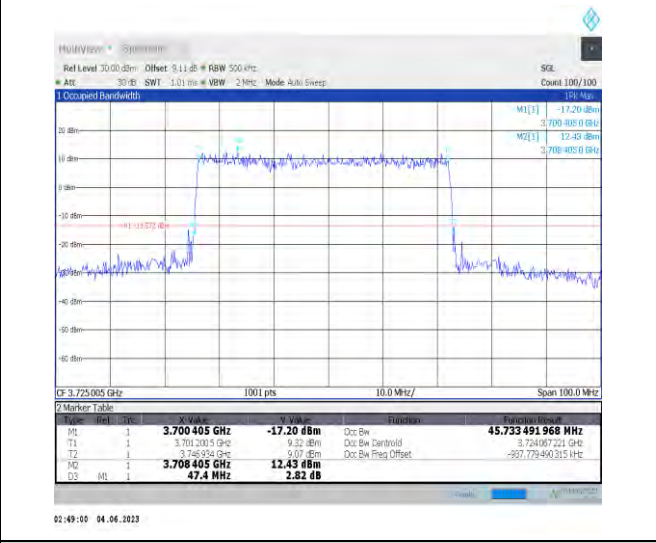 MultiView Spectrum
Ref Level 30.00 dBm Offset 9.11 dB RBW 500 kHz SGL
Att 30 dB SWT 1.01 ms VBW 2 MHz Mode Auto Sweep Count 100/100
1 Occupied Bandwidth 1Pk Max
M1[1] -17.20 dBm
3.700 405 0 GHz
M2[1] 12.43 dBm
3.708 405 0 GHz
20 dBm
10 dBm
0 dBm
-10 dBm
-20 dBm
-40 dBm
-50 dBm
-60 dBm
CF 3.725005 GHz 1001 pts 10.0 MHz/ Span 100.0 MHz
2 Marker Table
Type Ref Trc X-Value Y-Value Function Function Result
M1 1 3.700 405 GHz -17.20 dBm Occ Bw 45.733 491 968 MHz
T1 1 3.701 200 5 GHz 9.32 dBm Occ Bw Centroid 3.724 067 221 GHz
T2 1 3.746 934 GHz 9.07 dBm Occ Bw Freq Offset -937.779 490 315 kHz
M2 1 3.708 405 GHz 12.43 dBm
D3 M1 1 47.4 MHz 2.82 dB
02:49:00 04.06.2023